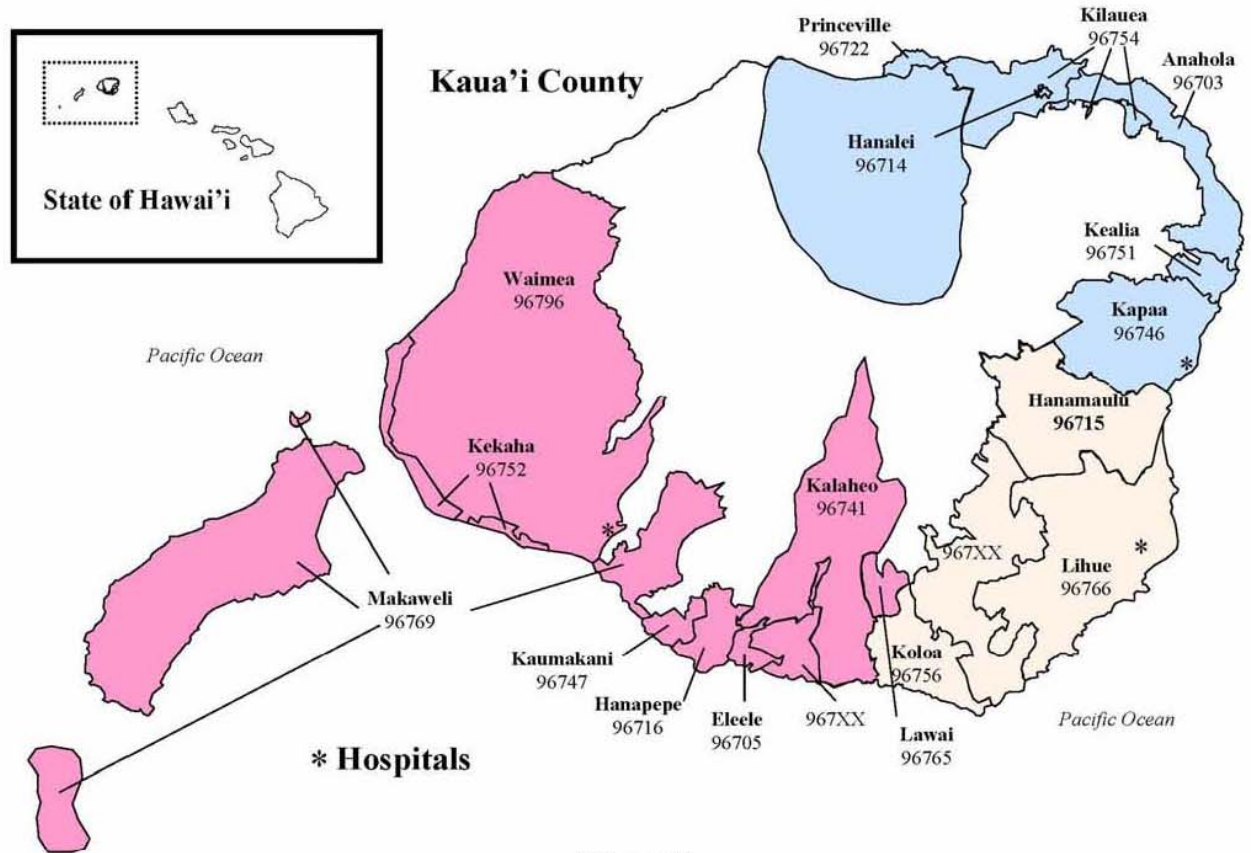 Kaua'i County
State of Hawai'i
Princeville
96722
Kilauea
96754
Anahola
96703
Hanalei
96714
Kealia
96751
Kapaa
96746
*
Waimea
96796
Pacific Ocean
Hanamaulu
96715
Kekaha
96752
*
Kalaheo
96741
967XX
*
Lihue
96766
Makaweli
96769
Kaumakani
96747
Hanapepe
96716
Eleele
96705
967XX
Koloa
96756
Lawai
96765
Pacific Ocean
* Hospitals